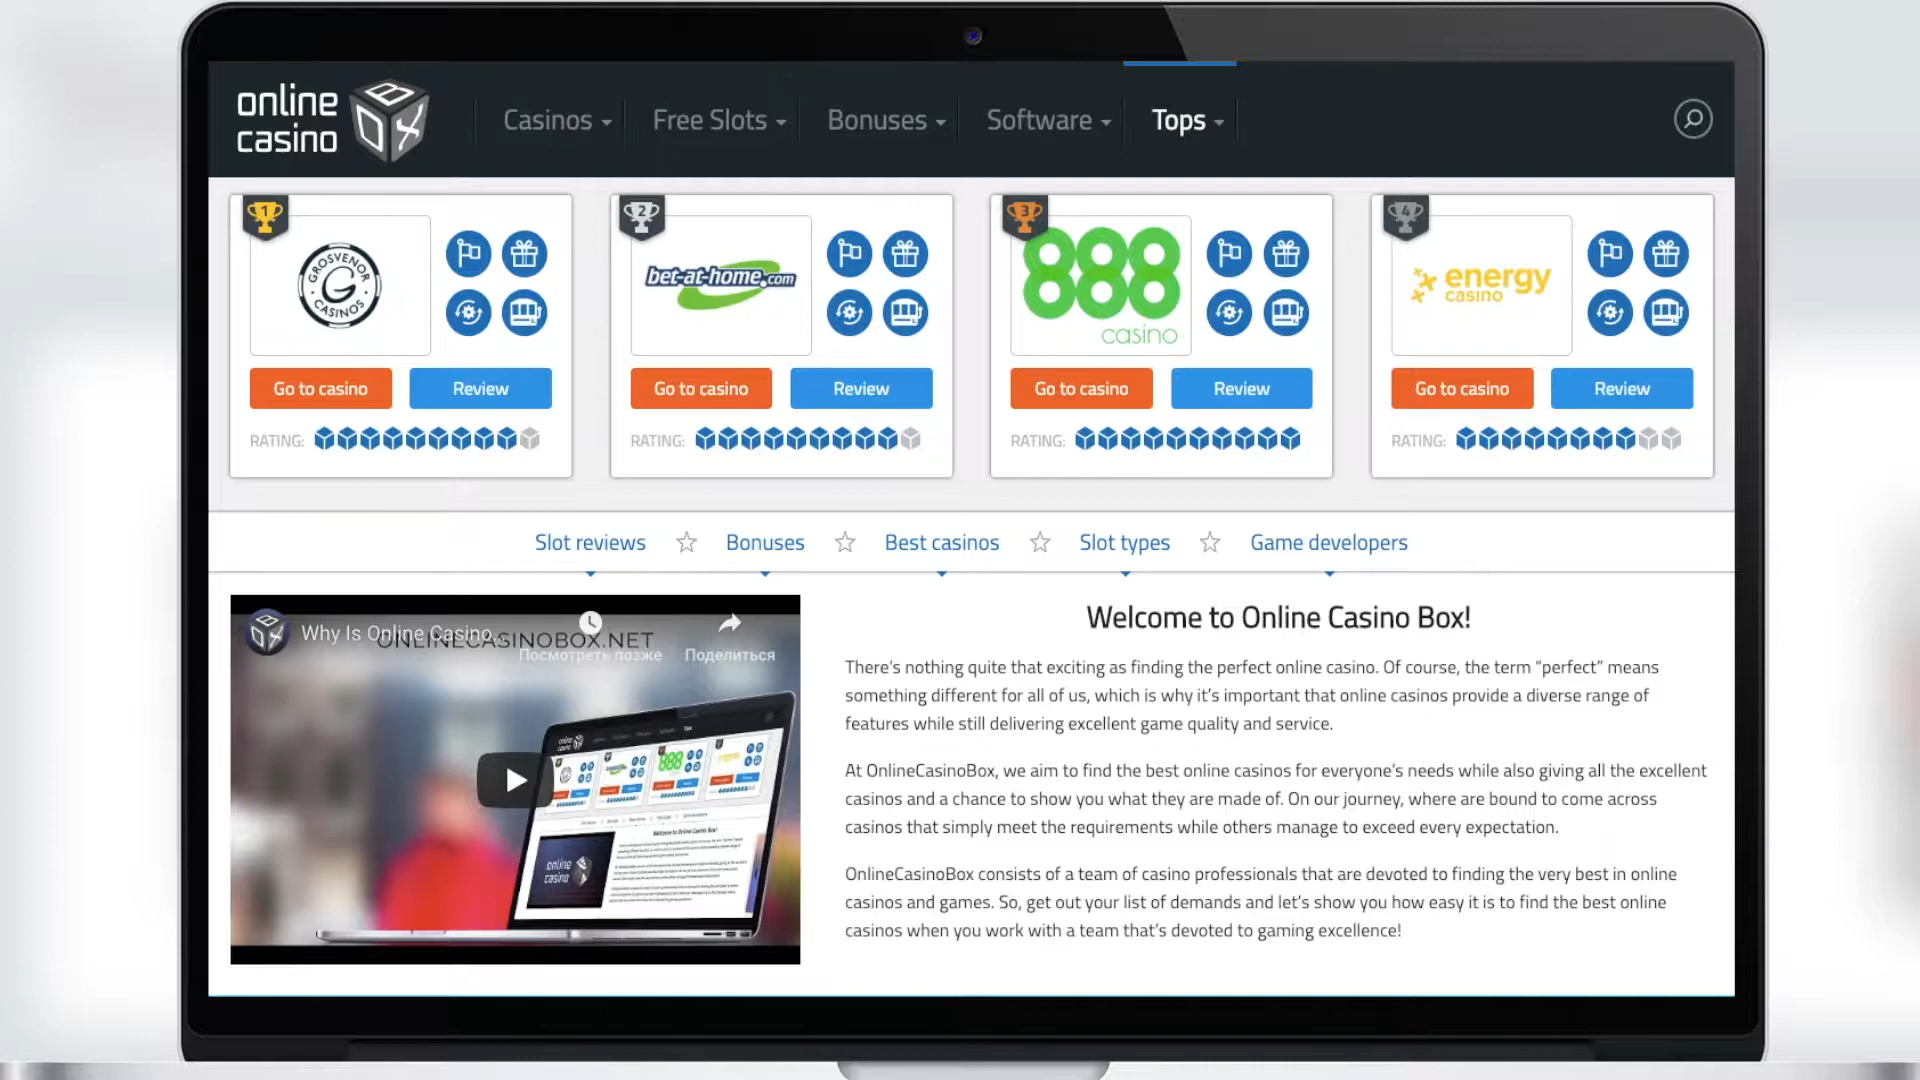 online
casino
BOX
Casinos
Free Slots
Bonuses
Software
Tops
1
GROSVENOR
G
CASINOS
Go to casino
Review
RATING:
2
bet-at-home.com
Go to casino
Review
RATING:
3
888
casino
Go to casino
Review
RATING:
4
energy
casino
Go to casino
Review
RATING:
Slot reviews
Bonuses
Best casinos
Slot types
Game developers
BOX
Why Is Online Casino...
ONLINECASINOBOX.NET
Посмотреть позже
Поделиться
online
casino
Welcome to Online Casino Box!
There’s nothing quite that exciting as finding the perfect online casino. Of course, the term “perfect” means
something different for all of us, which is why it’s important that online casinos provide a diverse range of
features while still delivering excellent game quality and service.
At OnlineCasinoBox, we aim to find the best online casinos for everyone’s needs while also giving all the excellent
casinos and a chance to show you what they are made of. On our journey, where are bound to come across
casinos that simply meet the requirements while others manage to exceed every expectation.
OnlineCasinoBox consists of a team of casino professionals that are devoted to finding the very best in online
casinos and games. So, get out your list of demands and let’s show you how easy it is to find the best online
casinos when you work with a team that’s devoted to gaming excellence!